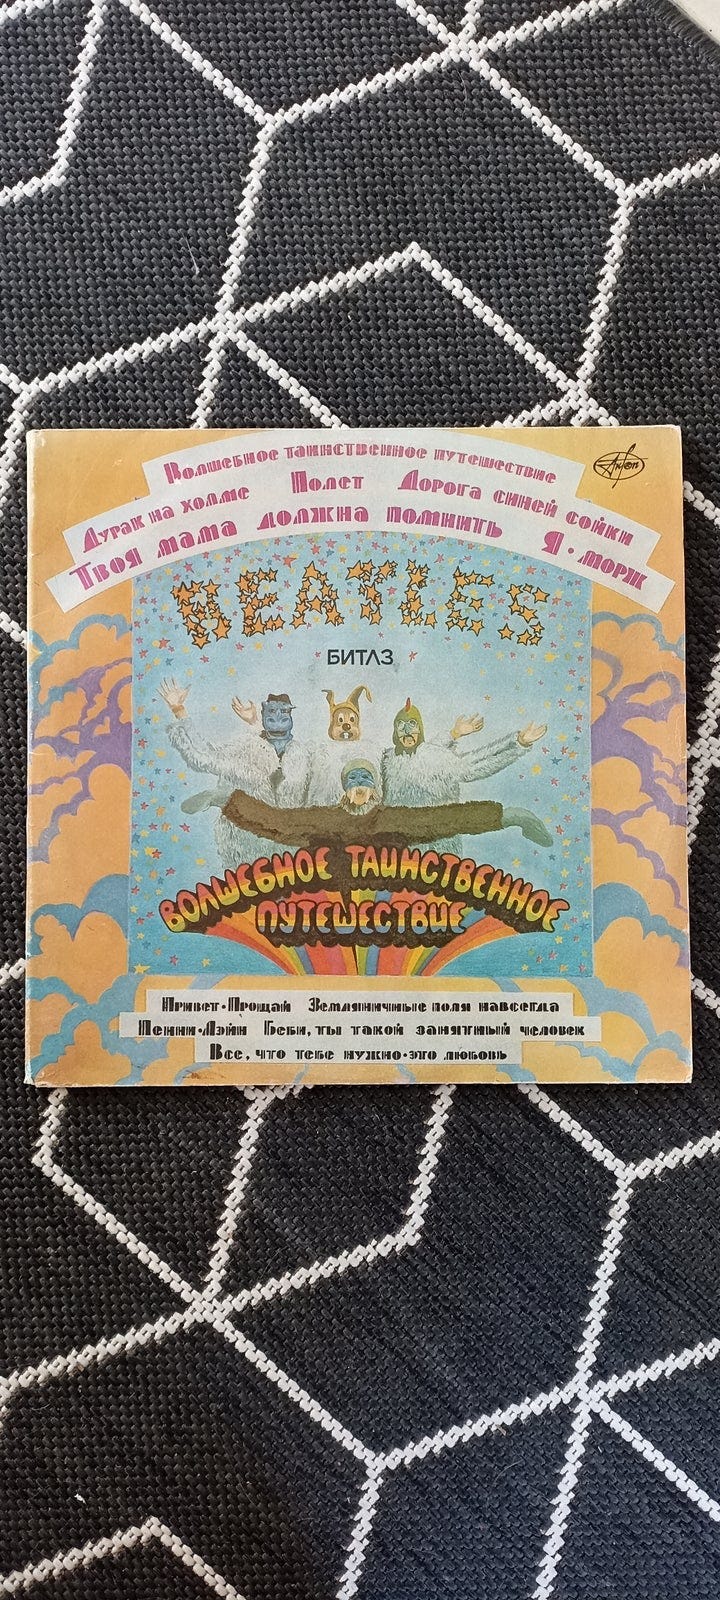 Волшебное таинственное путешествие
Антоп
Дурак на холме Полет Дорога синей сойки
Твоя мама должна помнить Я·морж
BEATLES
БИТЛЗ
ВОЛШЕБНОЕ ТАИНСТВЕННОЕ
ПУТЕШЕСТВИЕ
Привет·Прощай Земляничные поля навсегда
Пенни·Лэйн Беби, ты такой занятный человек
Все, что тебе нужно·это любовь